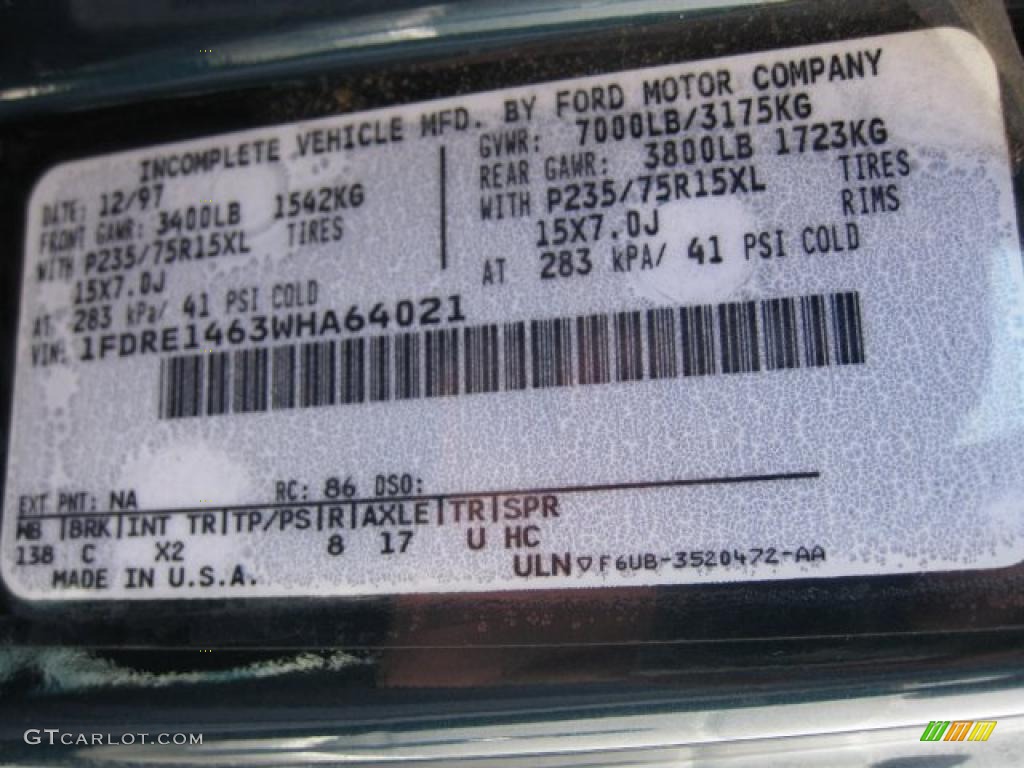 INCOMPLETE VEHICLE MFD. BY FORD MOTOR COMPANY
DATE: 12/97
FRONT GAWR: 3400LB 1542KG
WITH P235/75R15XL TIRES
15X7.0J
AT 283 kPa/ 41 PSI COLD
GVWR: 7000LB/3175KG
REAR GAWR: 3800LB 1723KG
WITH P235/75R15XL TIRES
15X7.0J RIMS
AT 283 kPa/ 41 PSI COLD
VIN: 1FDRE1463WHA64021
EXT PNT: NA RC: 86 DSO:
WB |BRK|INT TR|TP/PS|R|AXLE|TR|SPR
138 C X2 8 17 U HC
MADE IN U.S.A. ULN ▽F6UB-3520472-AA
GTCARLOT.COM